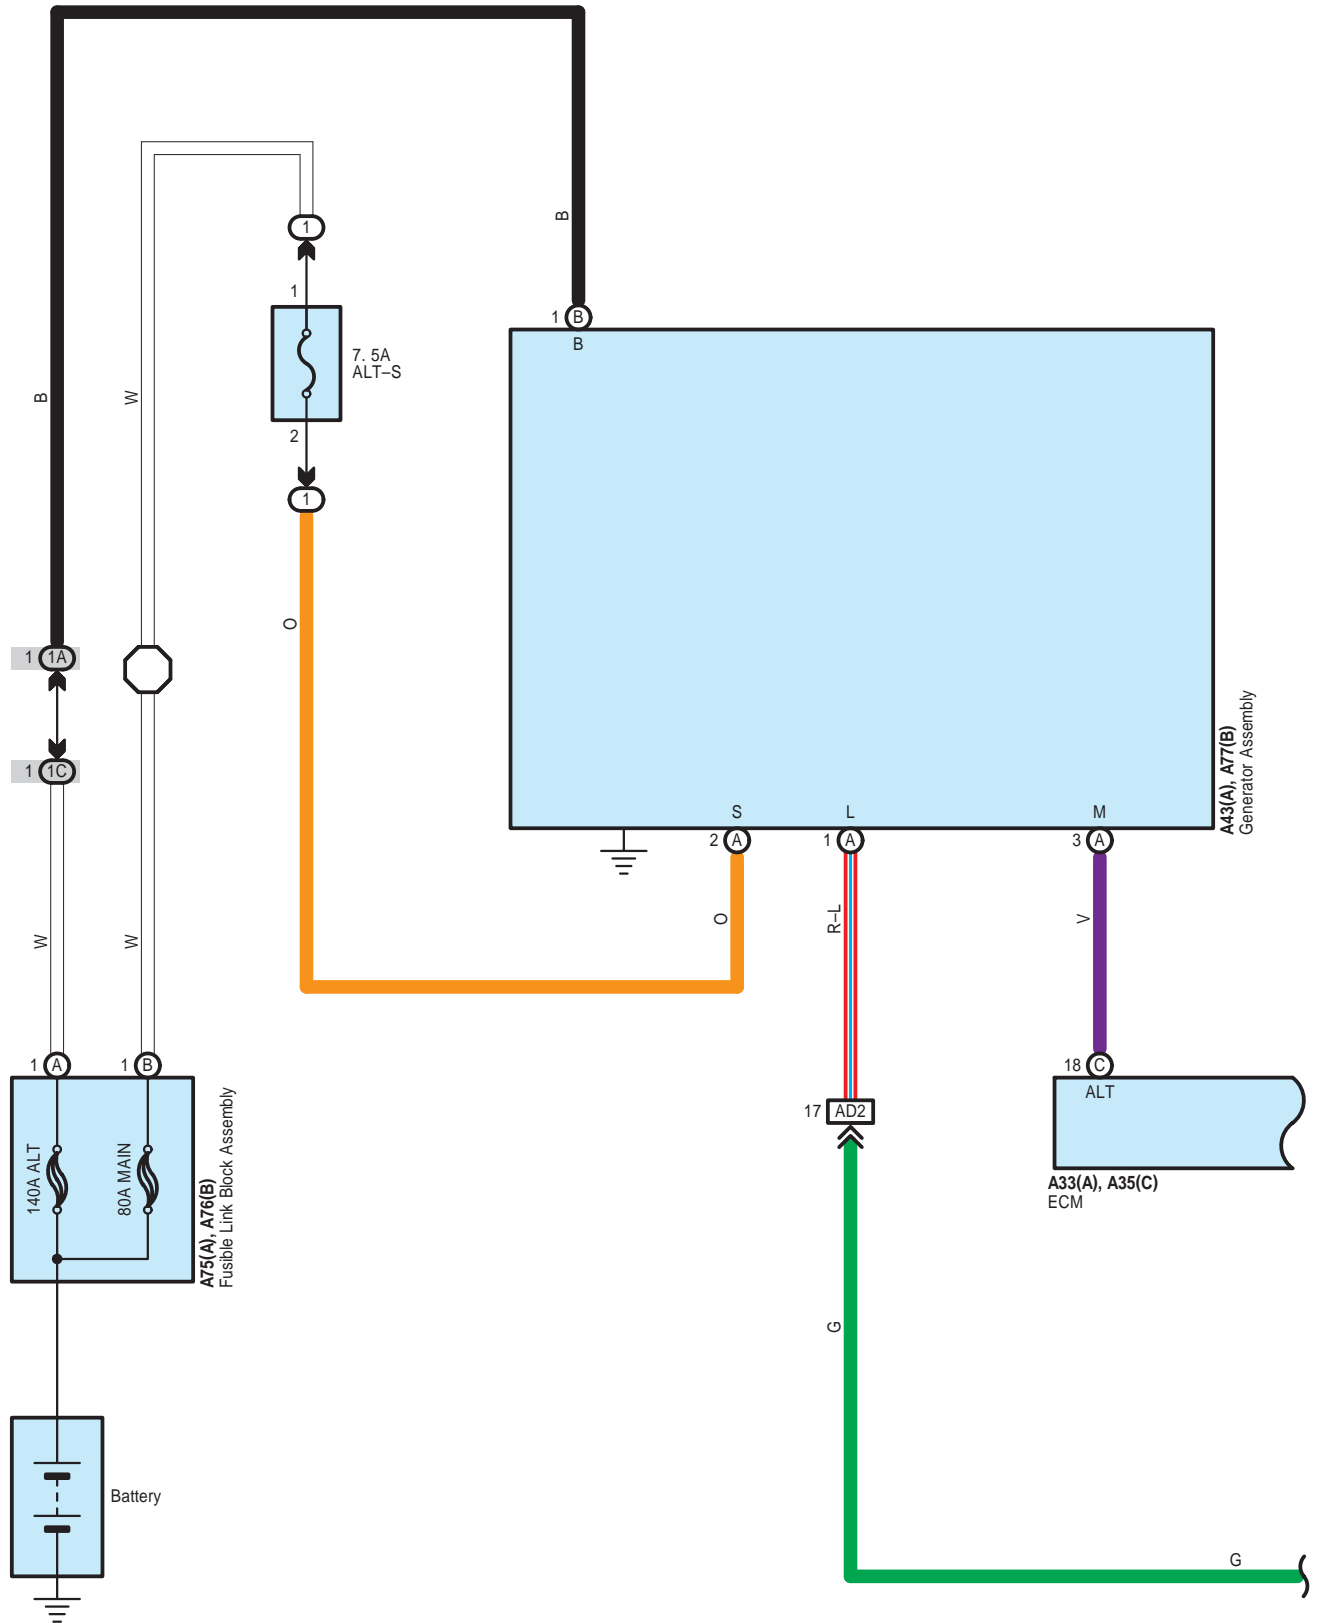 B
1
1
7. 5A
ALT–S
2
1
B
W
1 B
B
O
1 1A
1 1C
A43(A), A77(B)
Generator Assembly
S
L
M
2 A
1 A
3 A
O
R–L
V
W
W
1 A
1 B
18 C
ALT
17 AD2
140A ALT
80A MAIN
A75(A), A76(B)
Fusible Link Block Assembly
A33(A), A35(C)
ECM
G
Battery
G